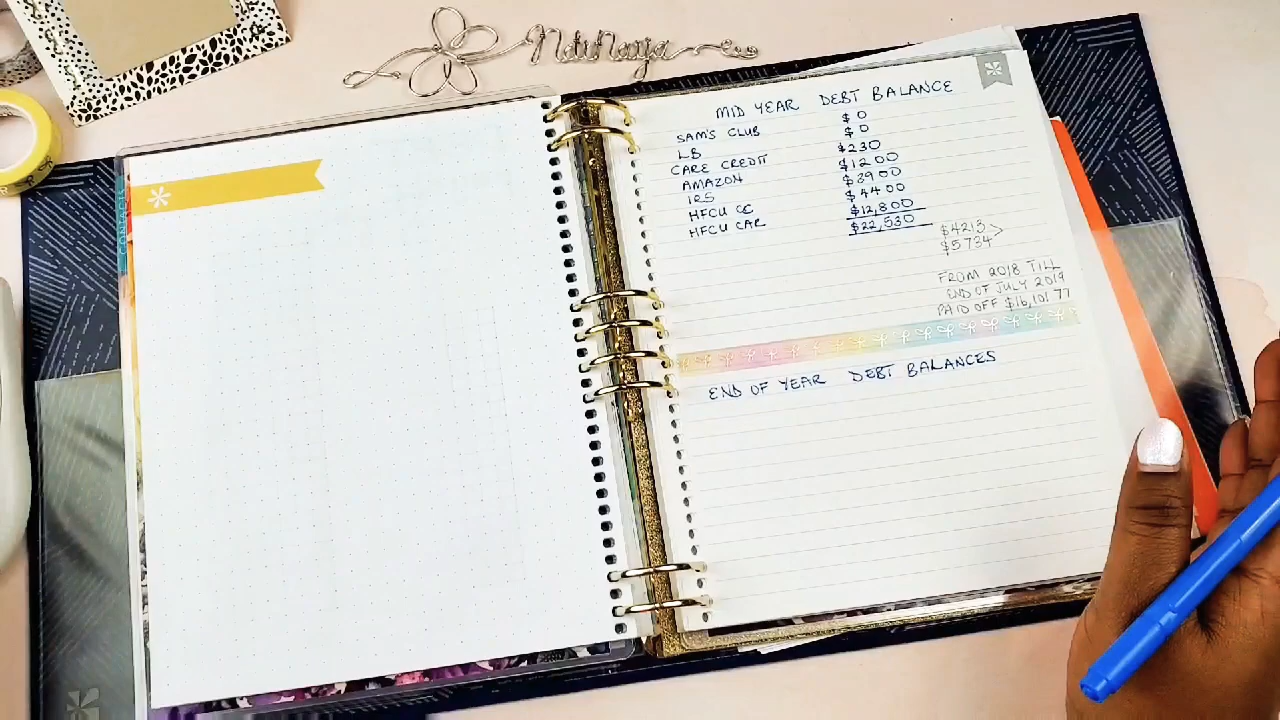 CONTACTS
MID YEAR DEBT BALANCE
SAM'S CLUB $0
LB $0
CARE CREDIT $230
AMAZON $1200
IRS $3900
HFCU CC $4400
HFCU CAR $12,800
$22,530
$4213 >
$5734
FROM 2018 TILL
END OF JULY 2019
PAID OFF $16,101.77
END OF YEAR DEBT BALANCES